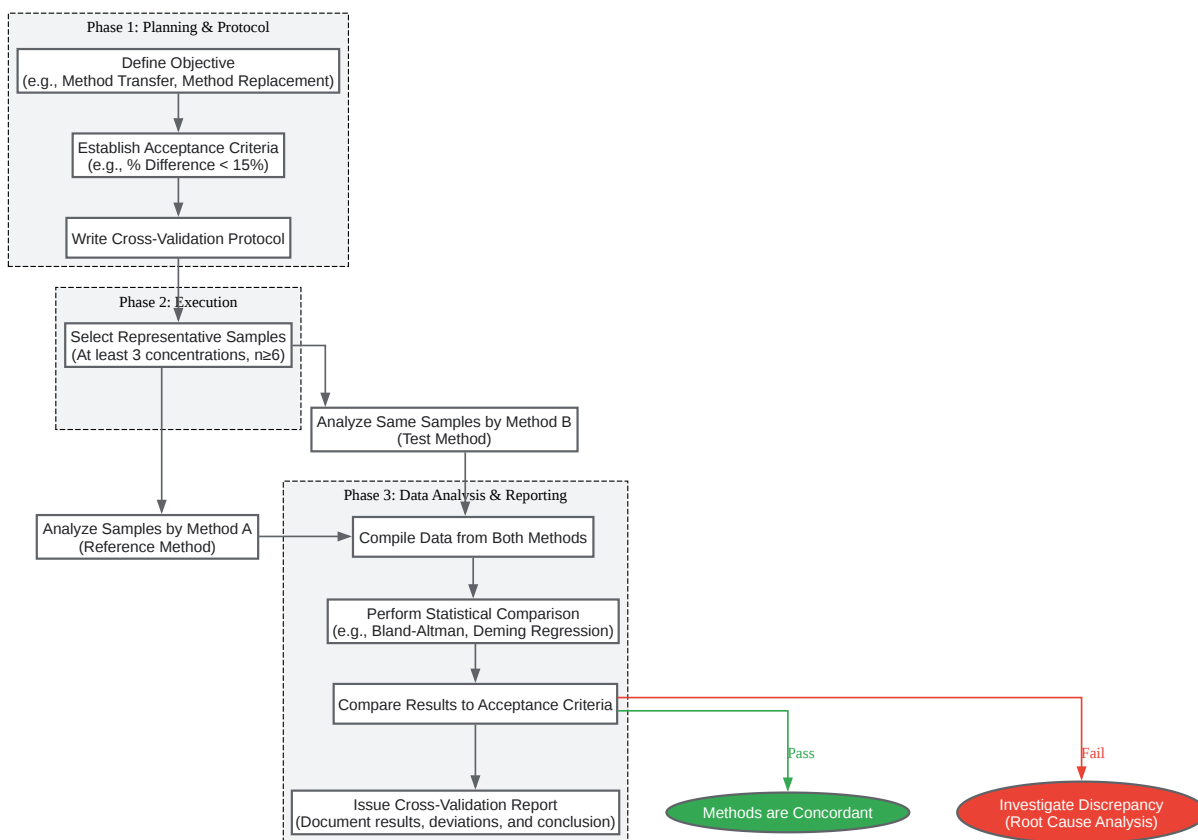 Phase 1: Planning & Protocol
Define Objective
(e.g., Method Transfer, Method Replacement)
Establish Acceptance Criteria
(e.g., % Difference < 15%)
Write Cross-Validation Protocol
Phase 2: Execution
Select Representative Samples
(At least 3 concentrations, n≥6)
Analyze Same Samples by Method B
(Test Method)
Phase 3: Data Analysis & Reporting
Analyze Samples by Method A
(Reference Method)
Compile Data from Both Methods
Perform Statistical Comparison
(e.g., Bland-Altman, Deming Regression)
Compare Results to Acceptance Criteria
Pass
Fail
Issue Cross-Validation Report
(Document results, deviations, and conclusion)
Methods are Concordant
Investigate Discrepancy
(Root Cause Analysis)